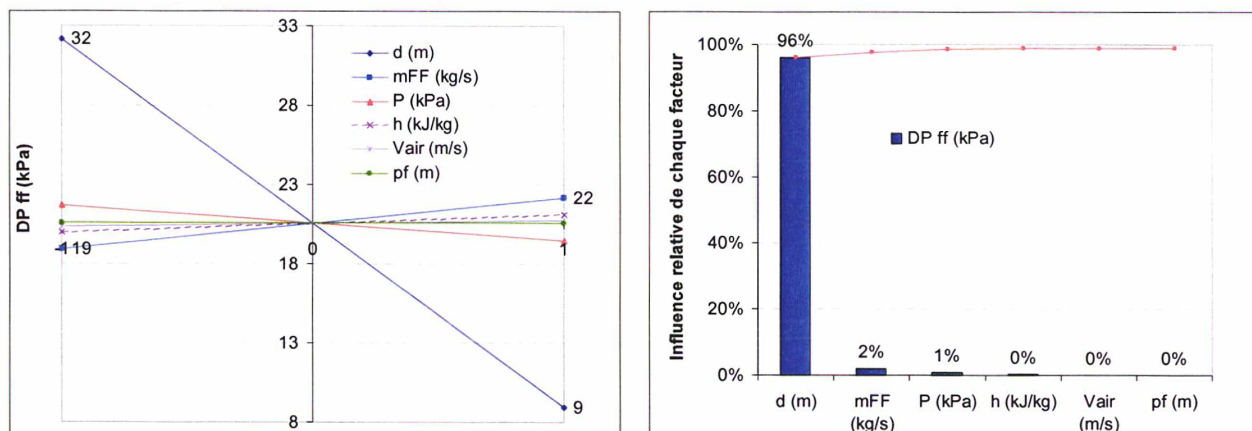 33
28
23
18
13
8
DP ff (kPa)
32
19
-1
0
1
22
9
d (m)
mFF (kg/s)
P (kPa)
h (kJ/kg)
Vair (m/s)
pf (m)
100%
80%
60%
40%
20%
0%
Influence relative de chaque facteur
96%
2%
1%
0%
0%
0%
DP ff (kPa)
d (m)
mFF
(kg/s)
P (kPa)
h (kJ/kg)
Vair
(m/s)
pf (m)